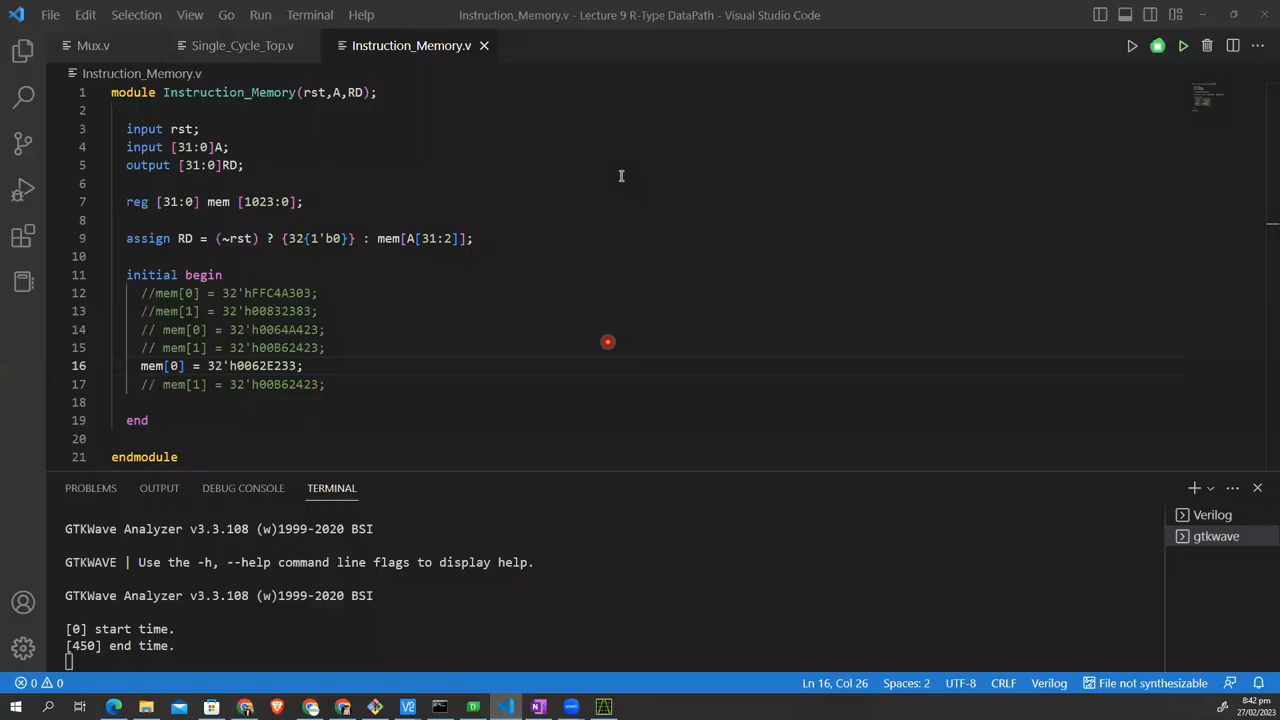 File Edit Selection View Go Run Terminal Help Instruction_Memory.v - Lecture 9 R-Type DataPath - Visual Studio Code
Mux.v Single_Cycle_Top.v Instruction_Memory.v
Instruction_Memory.v
1 module Instruction_Memory(rst,A,RD);
2
3 input rst;
4 input [31:0]A;
5 output [31:0]RD;
6
7 reg [31:0] mem [1023:0];
8
9 assign RD = (~rst) ? {32{1'b0}} : mem[A[31:2]];
10
11 initial begin
12 //mem[0] = 32'hFFC4A303;
13 //mem[1] = 32'h00832383;
14 // mem[0] = 32'h0064A423;
15 // mem[1] = 32'h00B62423;
16 mem[0] = 32'h0062E233;
17 // mem[1] = 32'h00B62423;
18
19 end
20
21 endmodule
PROBLEMS OUTPUT DEBUG CONSOLE TERMINAL
GTKWave Analyzer v3.3.108 (w)1999-2020 BSI
GTKWAVE | Use the -h, --help command line flags to display help.
GTKWave Analyzer v3.3.108 (w)1999-2020 BSI
[0] start time.
[450] end time.
Verilog
gtkwave
0 0 Ln 16, Col 26 Spaces: 2 UTF-8 CRLF Verilog File not synthesizable
8:42 pm
27/02/2023